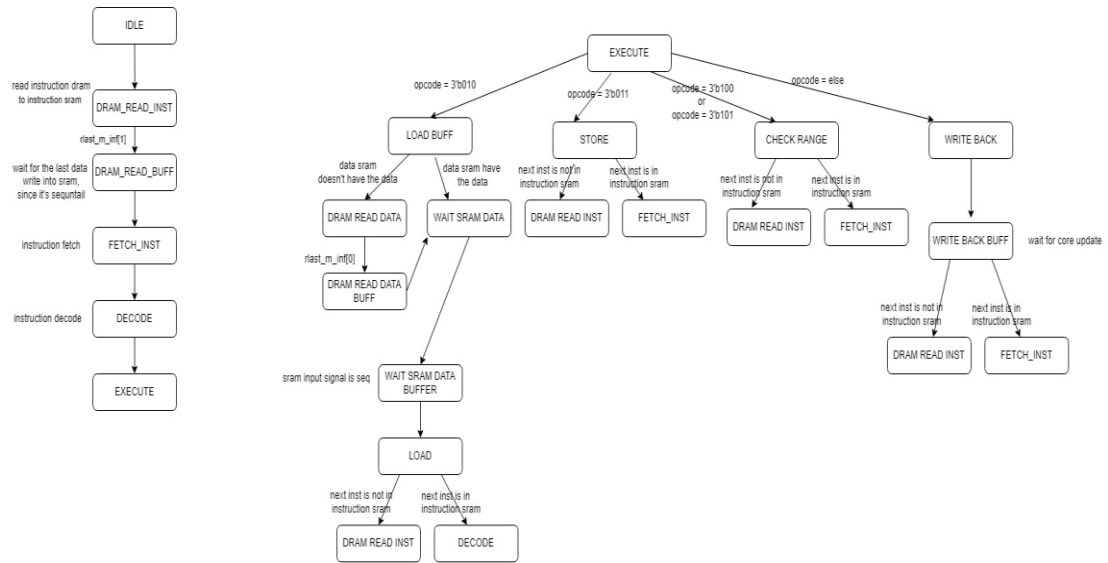 IDLE
read instruction dram
to instruction sram
DRAM_READ_INST
rlast_m_inf[1]
wait for the last data
write into sram,
since it's sequntail
DRAM_READ_BUFF
instruction fetch
FETCH_INST
instruction decode
DECODE
EXECUTE
EXECUTE
opcode = 3'b010
opcode = 3'b011
opcode = 3'b100
or
opcode = 3'b101
opcode = else
LOAD BUFF
STORE
CHECK RANGE
WRITE BACK
data sram
doesn't have the data
data sram have
the data
next inst is not in
instruction sram
next inst is in
instruction sram
next inst is not in
instruction sram
next inst is in
instruction sram
DRAM READ DATA
WAIT SRAM DATA
DRAM READ INST
FETCH_INST
DRAM READ INST
FETCH_INST
WRITE BACK BUFF
wait for core update
rlast_m_inf[0]
DRAM READ DATA
BUFF
next inst is not in
instruction sram
next inst is in
instruction sram
DRAM READ INST
FETCH_INST
sram input signal is seq
WAIT SRAM DATA
BUFFER
LOAD
next inst is not in
instruction sram
next inst is in
instruction sram
DRAM READ INST
DECODE